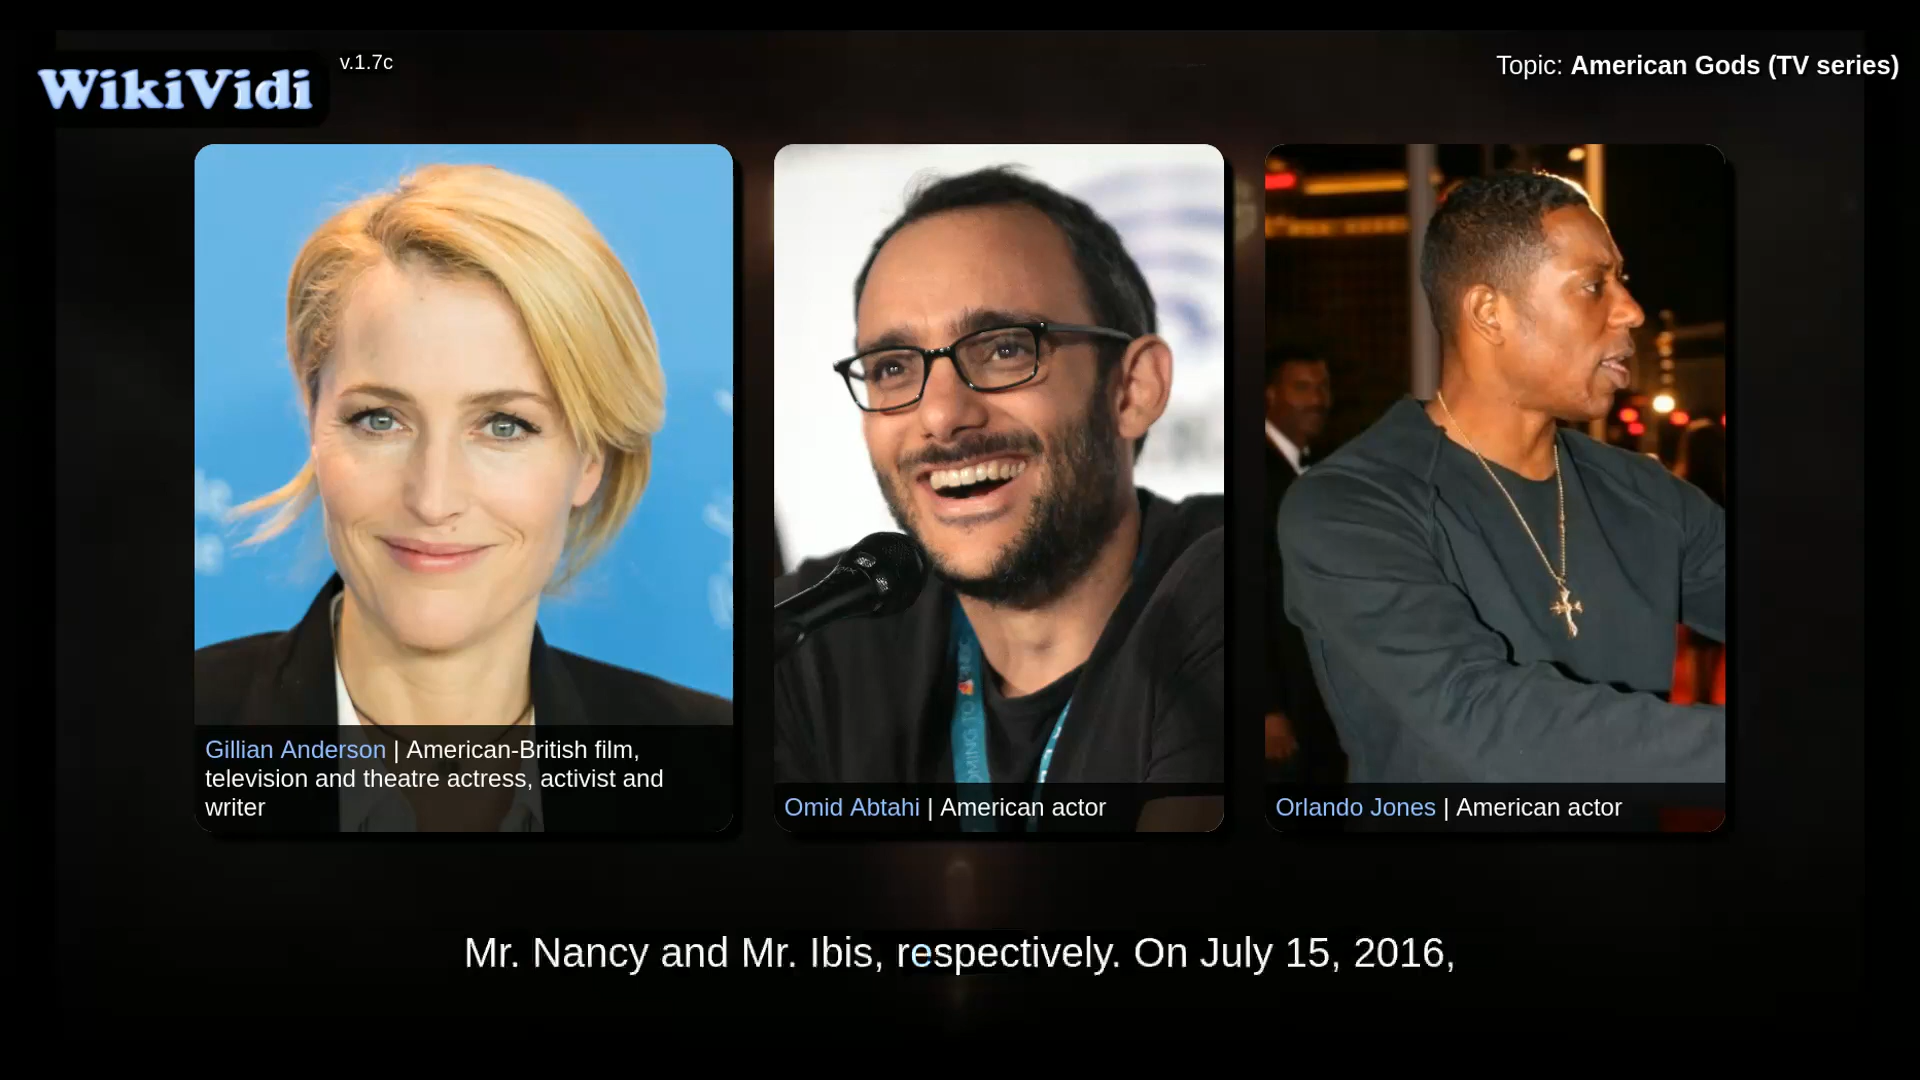 WikiVidi
v.1.7c
Topic: American Gods (TV series)
Gillian Anderson | American-British film,
television and theatre actress, activist and
writer
Omid Abtahi | American actor
Orlando Jones | American actor
Mr. Nancy and Mr. Ibis, respectively. On July 15, 2016,